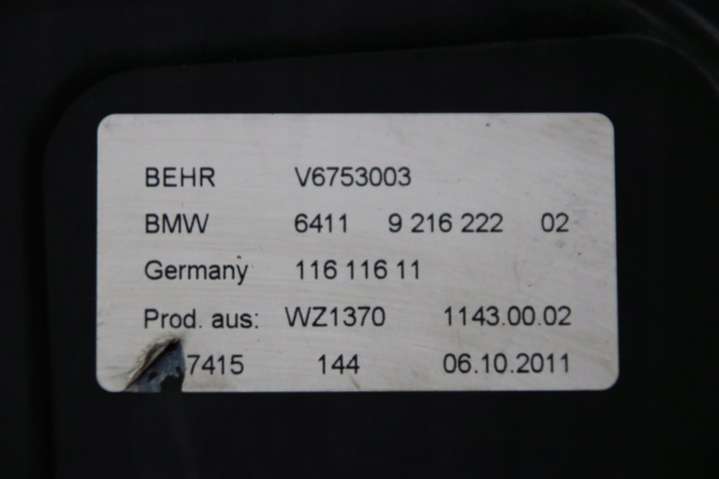 BEHR V6753003
BMW 6411 9 216 222 02
Germany 116 116 11
Prod. aus: WZ1370 1143.00.02
7415 144 06.10.2011